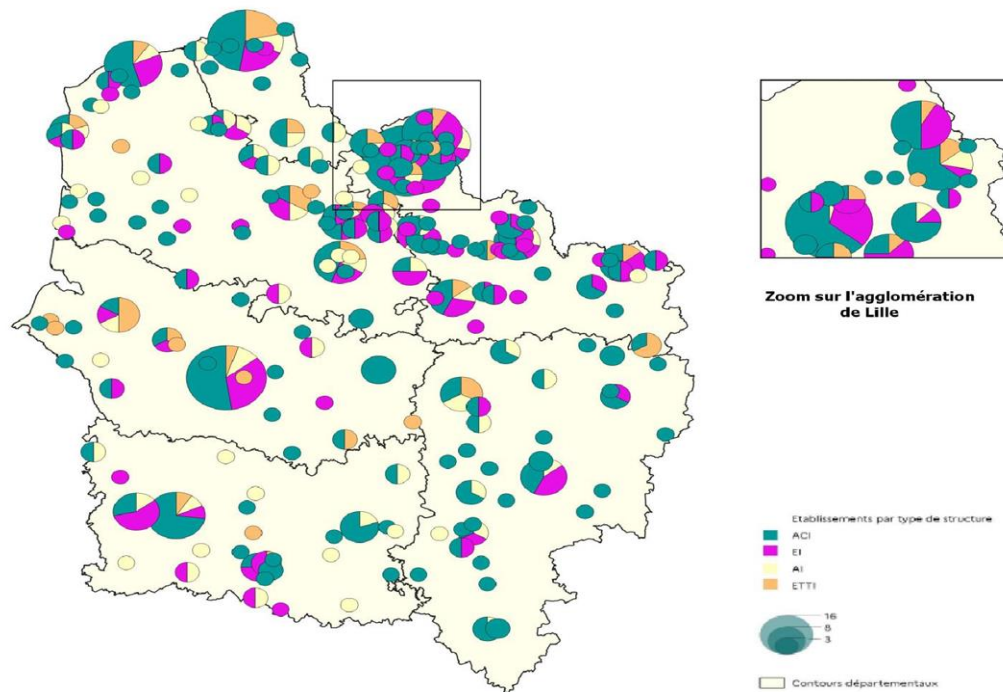 Zoom sur l'agglomération
de Lille
Etablissements par type de structure
ACI
EI
AI
ETTI
16
8
3
Contours départementaux